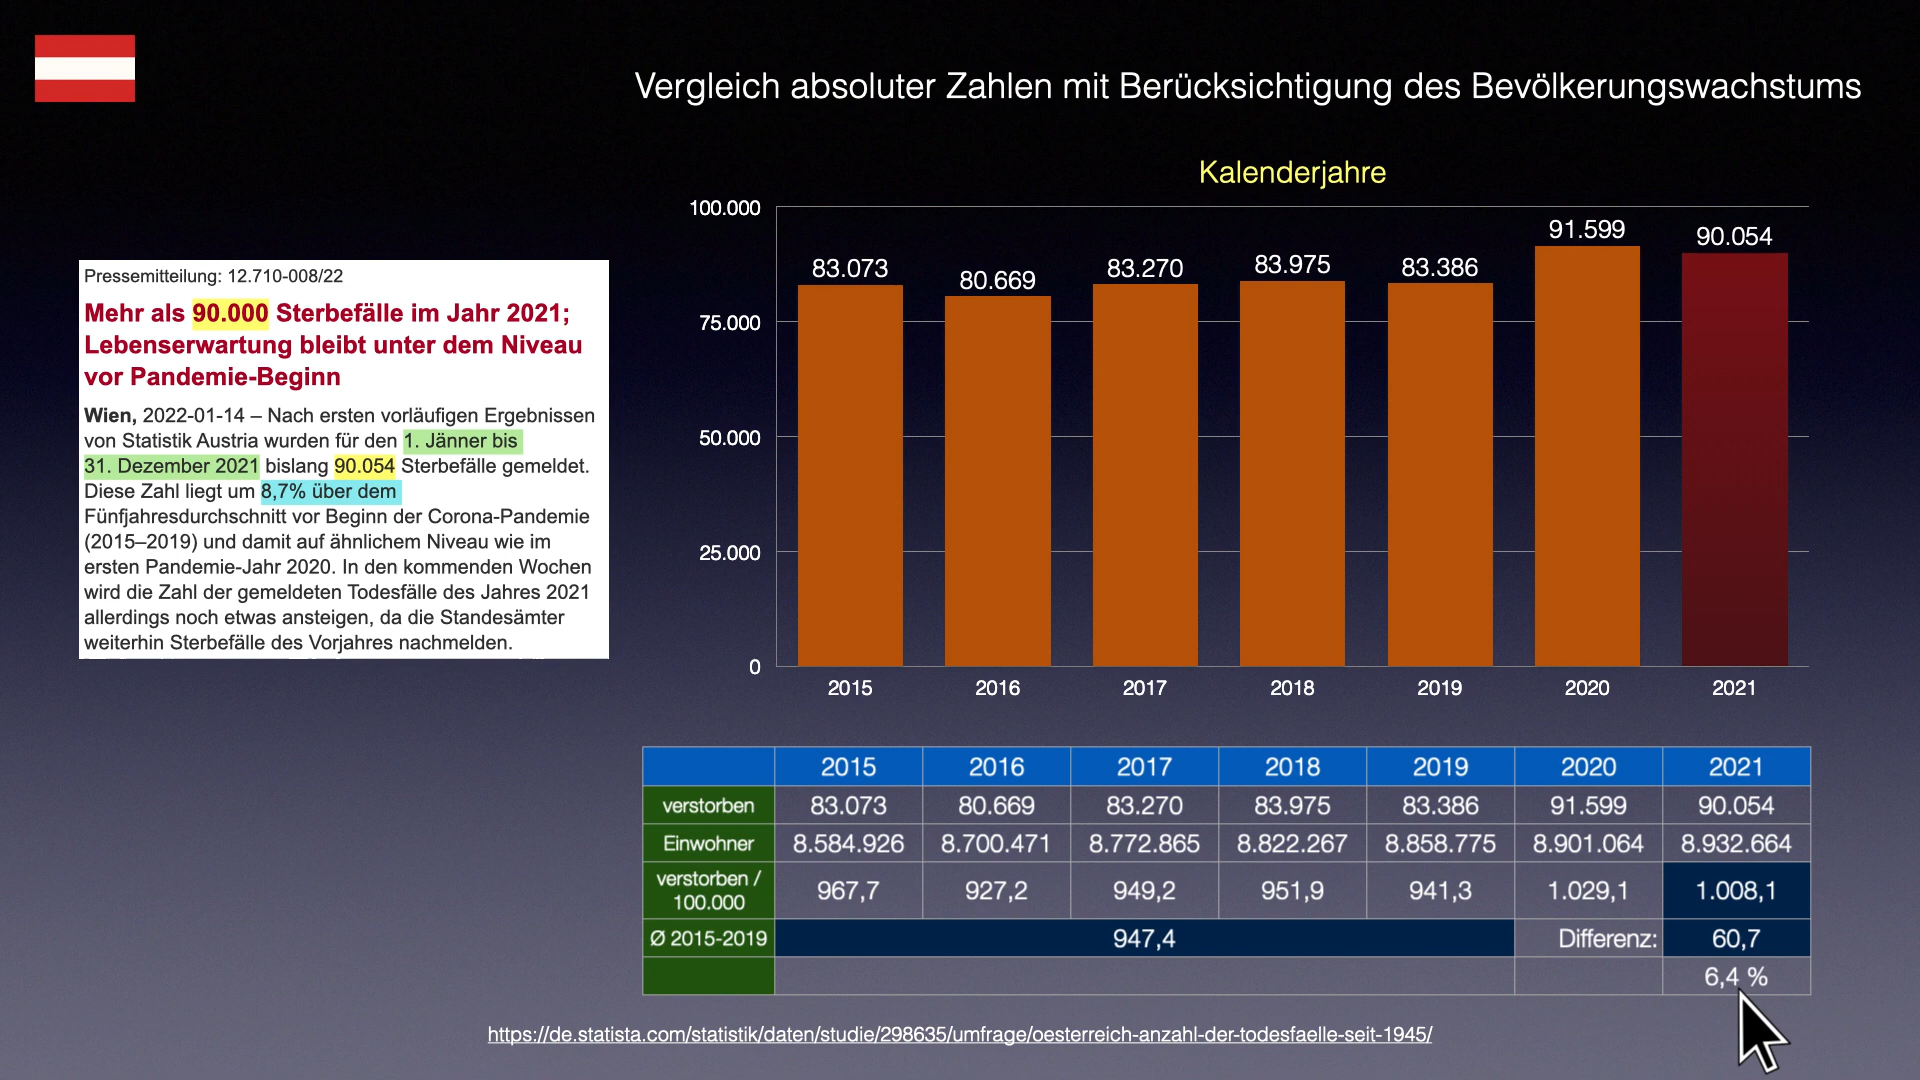 Vergleich absoluter Zahlen mit Berücksichtigung des Bevölkerungswachstums
Pressemitteilung: 12.710-008/22
Mehr als 90.000 Sterbefälle im Jahr 2021;
Lebenserwartung bleibt unter dem Niveau
vor Pandemie-Beginn
Wien, 2022-01-14 – Nach ersten vorläufigen Ergebnissen
von Statistik Austria wurden für den 1. Jänner bis
31. Dezember 2021 bislang 90.054 Sterbefälle gemeldet.
Diese Zahl liegt um 8,7% über dem
Fünfjahresdurchschnitt vor Beginn der Corona-Pandemie
(2015–2019) und damit auf ähnlichem Niveau wie im
ersten Pandemie-Jahr 2020. In den kommenden Wochen
wird die Zahl der gemeldeten Todesfälle des Jahres 2021
allerdings noch etwas ansteigen, da die Standesämter
weiterhin Sterbefälle des Vorjahres nachmelden.
Kalenderjahre
100.000
75.000
50.000
25.000
0
83.073 80.669 83.270 83.975 83.386 91.599 90.054
2015 2016 2017 2018 2019 2020 2021
2015 2016 2017 2018 2019 2020 2021
verstorben 83.073 80.669 83.270 83.975 83.386 91.599 90.054
Einwohner 8.584.926 8.700.471 8.772.865 8.822.267 8.858.775 8.901.064 8.932.664
verstorben /
100.000 967,7 927,2 949,2 951,9 941,3 1.029,1 1.008,1
Ø 2015-2019 947,4 Differenz: 60,7
6,4 %
https://de.statista.com/statistik/daten/studie/298635/umfrage/oesterreich-anzahl-der-todesfaelle-seit-1945/